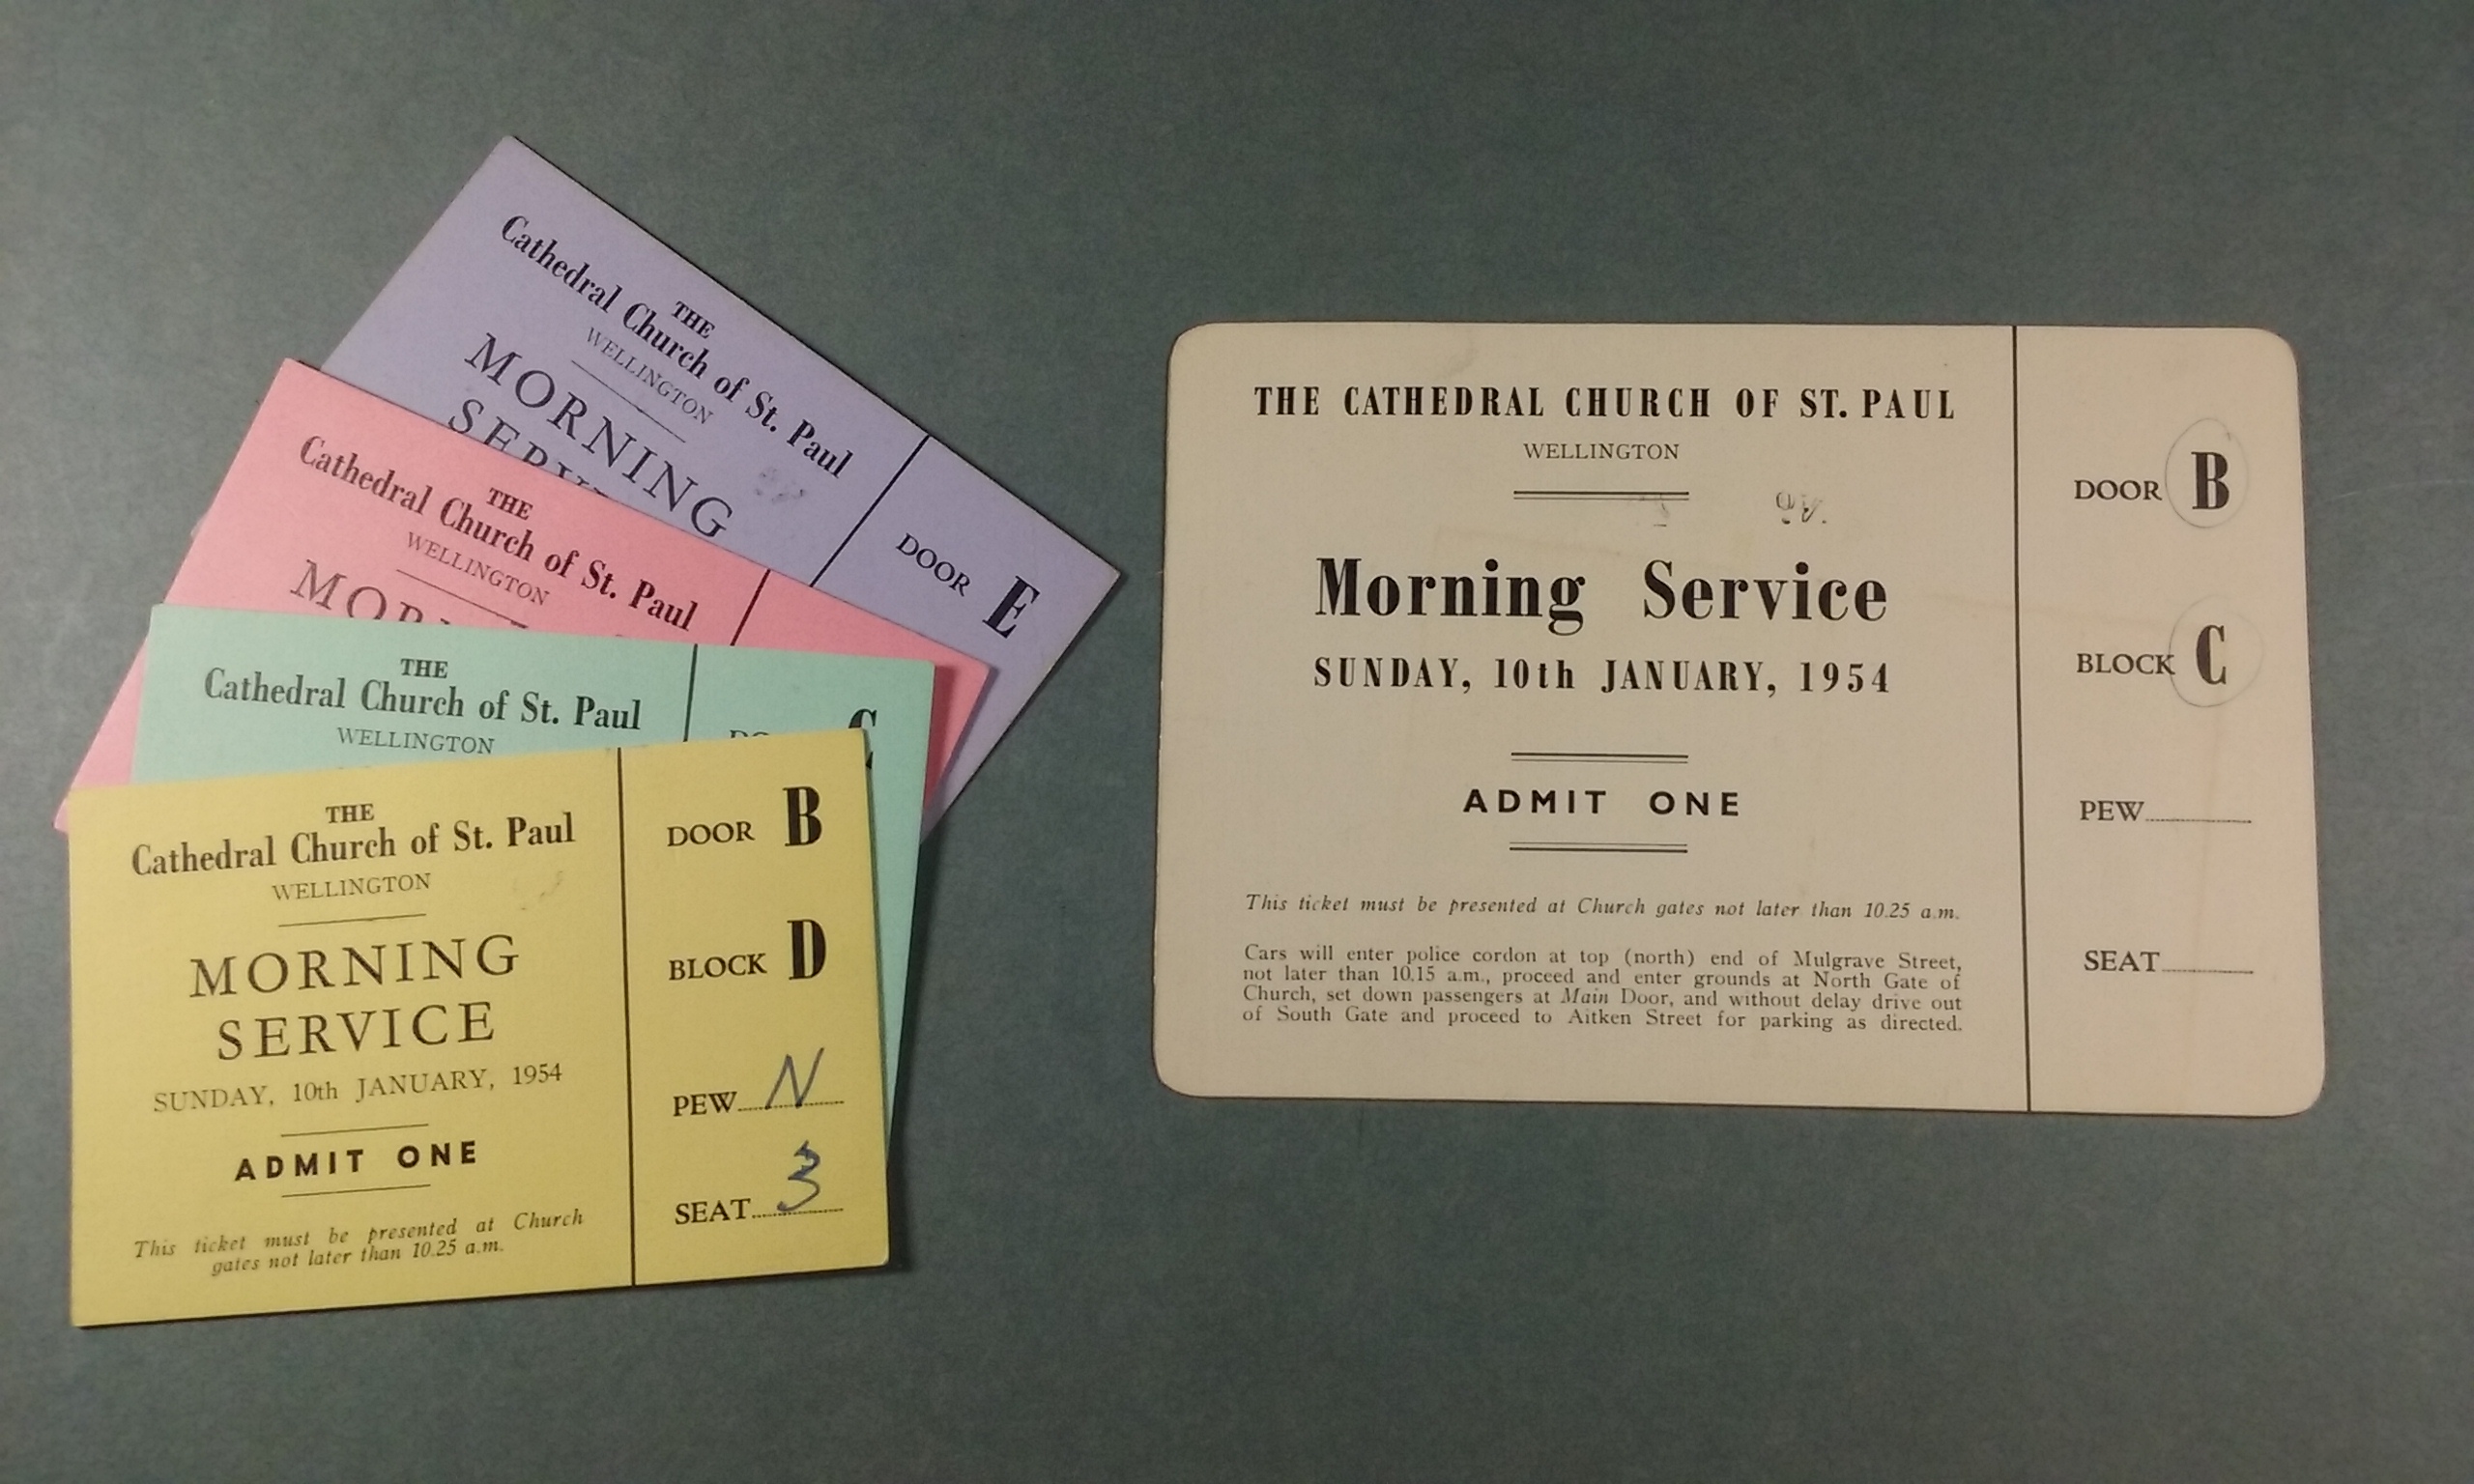 THE
Cathedral Church of St. Paul
WELLINGTON
MORNING
DOOR E
THE
Cathedral Church of St. Paul
WELLINGTON
THE
Cathedral Church of St. Paul
WELLINGTON
C
THE
Cathedral Church of St. Paul
WELLINGTON
MORNING
SERVICE
SUNDAY, 10th JANUARY, 1954
ADMIT ONE
This ticket must be presented at Church
gates not later than 10.25 a.m.
DOOR B
BLOCK D
PEW N
SEAT 3
THE CATHEDRAL CHURCH OF ST. PAUL
WELLINGTON
Morning Service
SUNDAY, 10th JANUARY, 1954
ADMIT ONE
This ticket must be presented at Church gates not later than 10.25 a.m.
Cars will enter police cordon at top (north) end of Mulgrave Street,
not later than 10.15 a.m., proceed and enter grounds at North Gate of
Church, set down passengers at Main Door, and without delay drive out
of South Gate and proceed to Aitken Street for parking as directed.
DOOR B
BLOCK C
PEW
SEAT